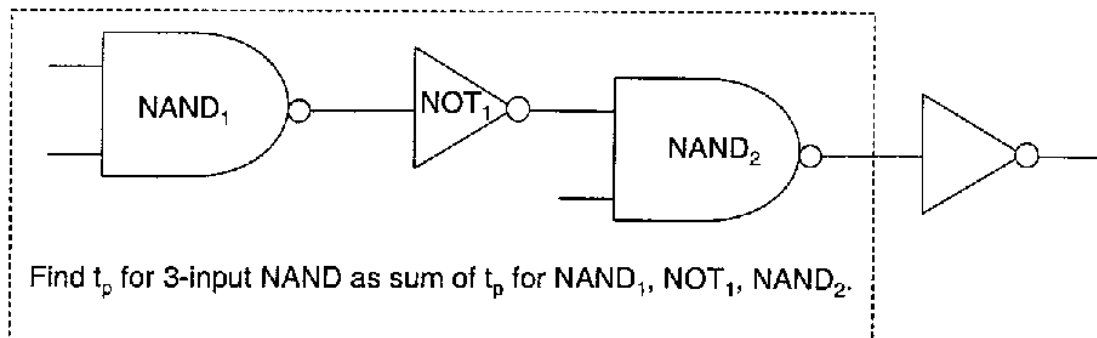 NAND₁
NOT₁
NAND₂
Find tₚ for 3-input NAND as sum of tₚ for NAND₁, NOT₁, NAND₂.